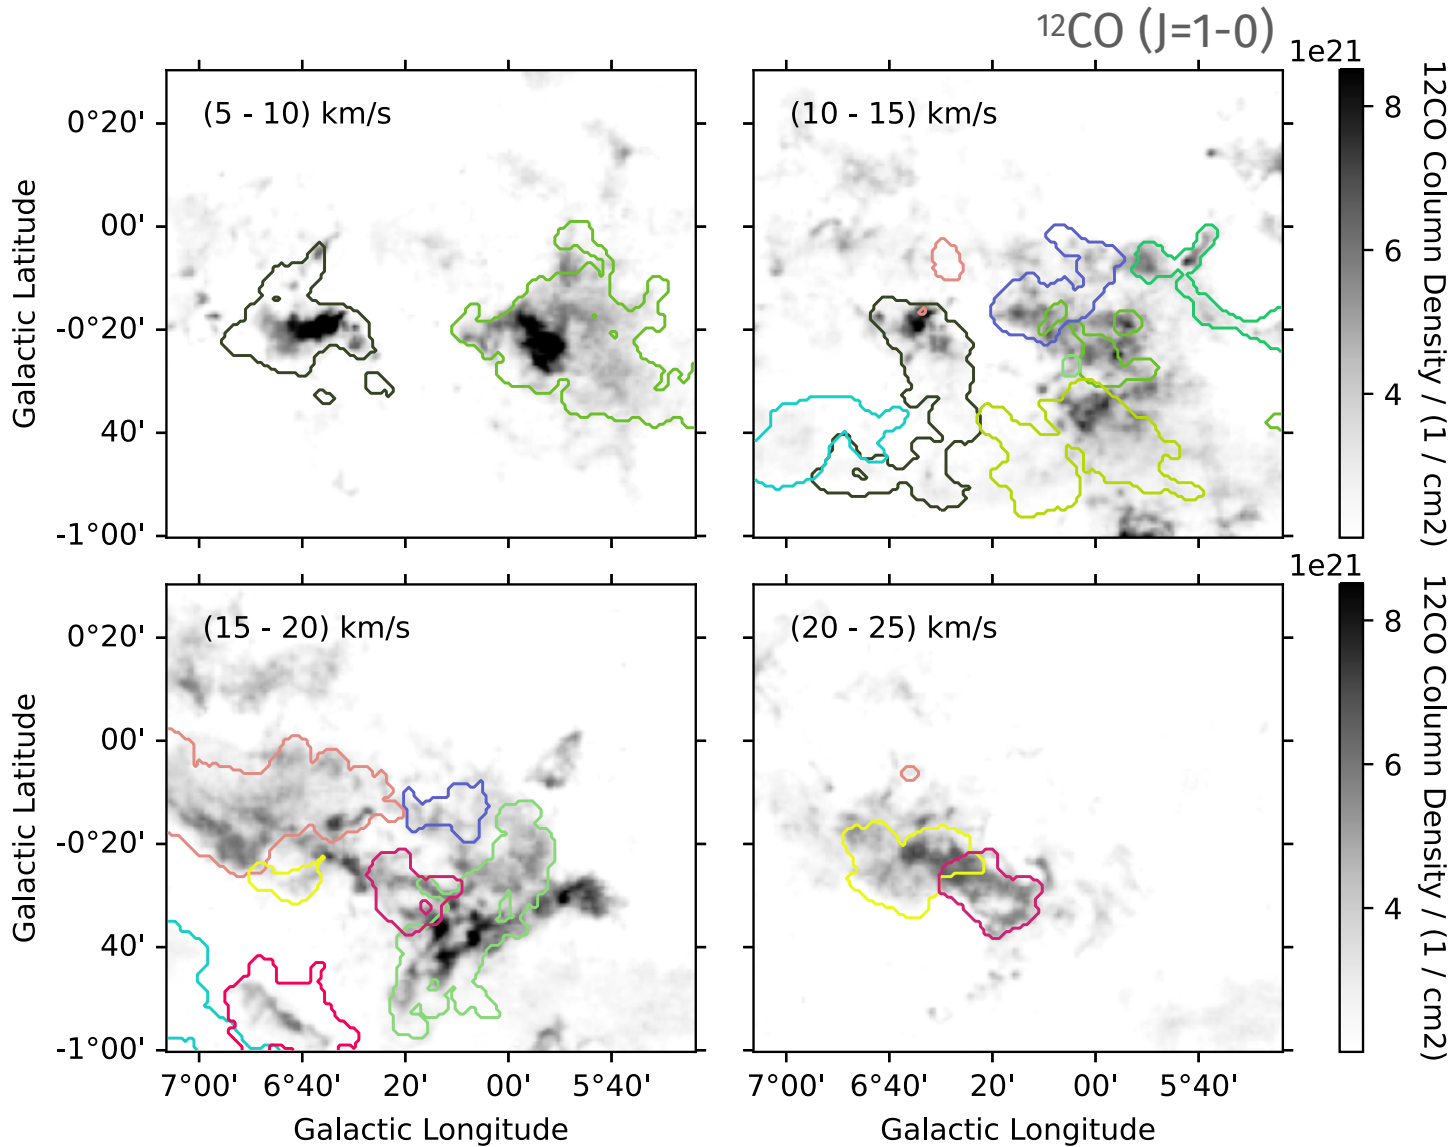 ¹²CO (J=1-0)
1e21
(5 - 10) km/s
(10 - 15) km/s
0°20'
00'
-0°20'
40'
-1°00'
Galactic Latitude
8
6
4
12CO Column Density / (1 / cm2)
1e21
(15 - 20) km/s
(20 - 25) km/s
0°20'
00'
-0°20'
40'
-1°00'
Galactic Latitude
8
6
4
12CO Column Density / (1 / cm2)
7°00' 6°40' 20' 00' 5°40'
7°00' 6°40' 20' 00' 5°40'
Galactic Longitude
Galactic Longitude